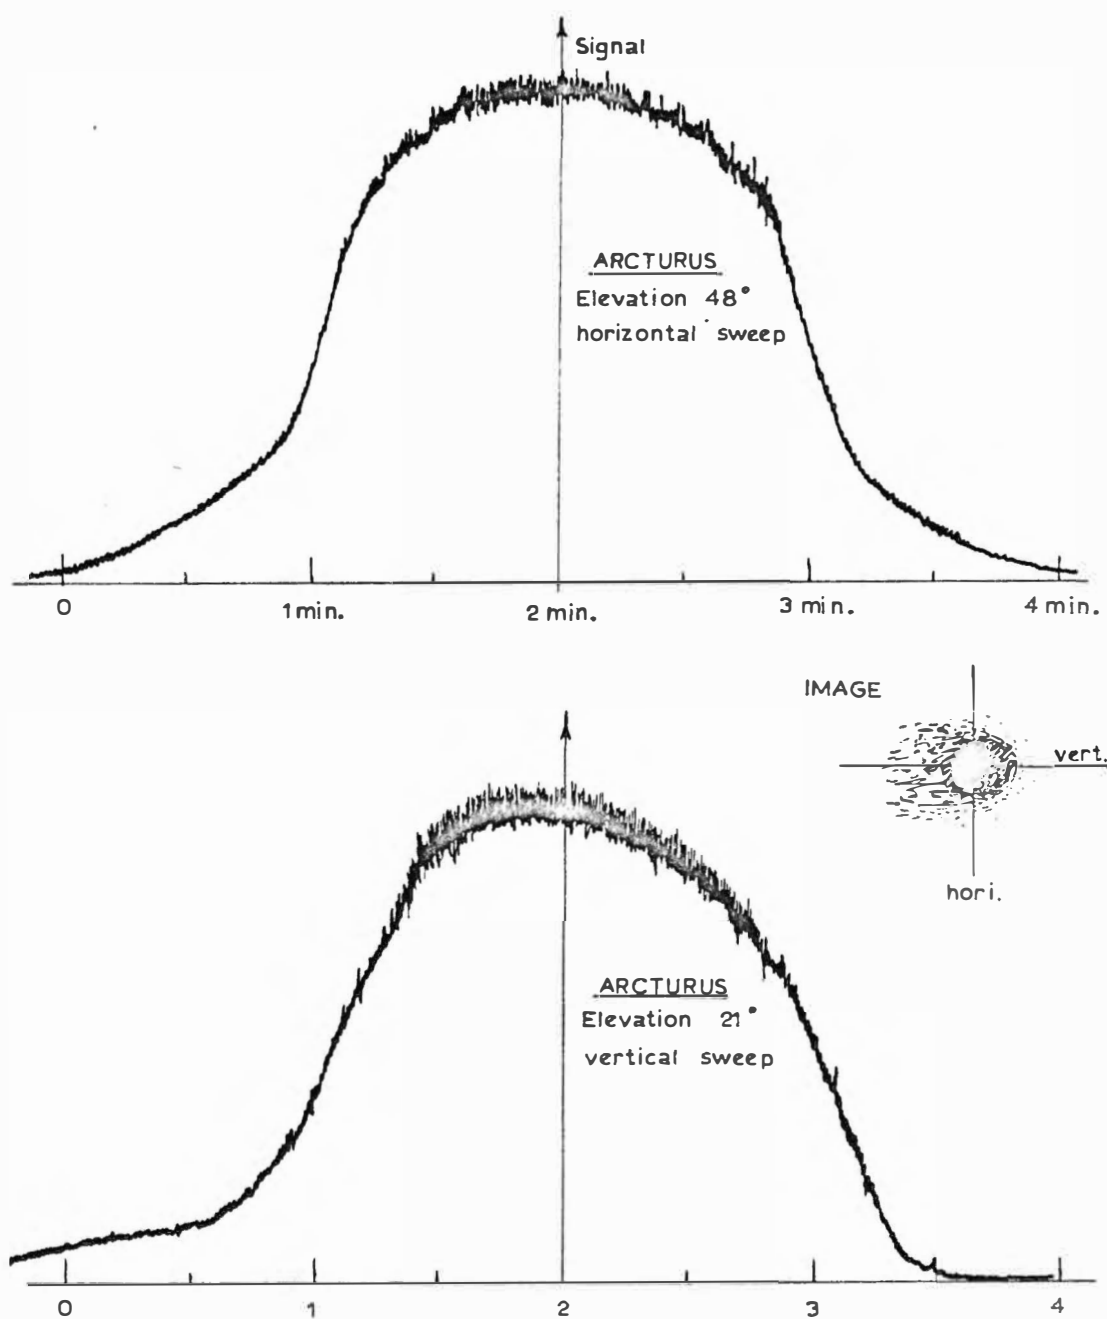 Signal
ARCTURUS
Elevation 48°
horizontal sweep
0 1 min. 2 min. 3 min. 4 min.
IMAGE
vert.
hori.
ARCTURUS
Elevation 21°
vertical sweep
0 1 2 3 4